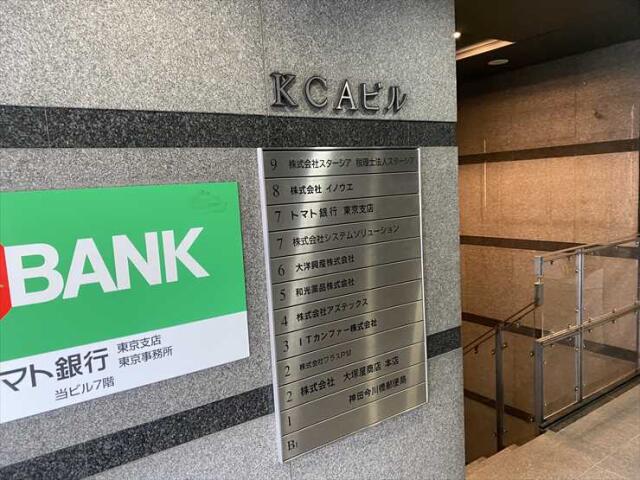 KCAビル
9 株式会社スターシア 税理士法人スターシア
8 株式会社 イノウエ
7 トマト銀行 東京支店
7 株式会社システムソリューション
6 大洋興産株式会社
5 和光薬品株式会社
4 株式会社アズテックス
3 ITカンファー株式会社
2 株式会社プラスPM
2 株式会社 大塚屋商店 本店
1 神田今川橋郵便局
B1
BANK
マト銀行 東京支店
東京事務所
当ビル7階